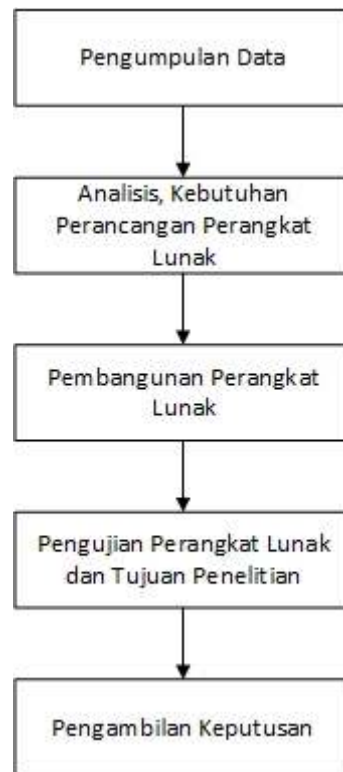 Pengumpulan Data
Analisis, Kebutuhan
Perancangan Perangkat
Lunak
Pembangunan Perangkat
Lunak
Pengujian Perangkat Lunak
dan Tujuan Penelitian
Pengambilan Keputusan